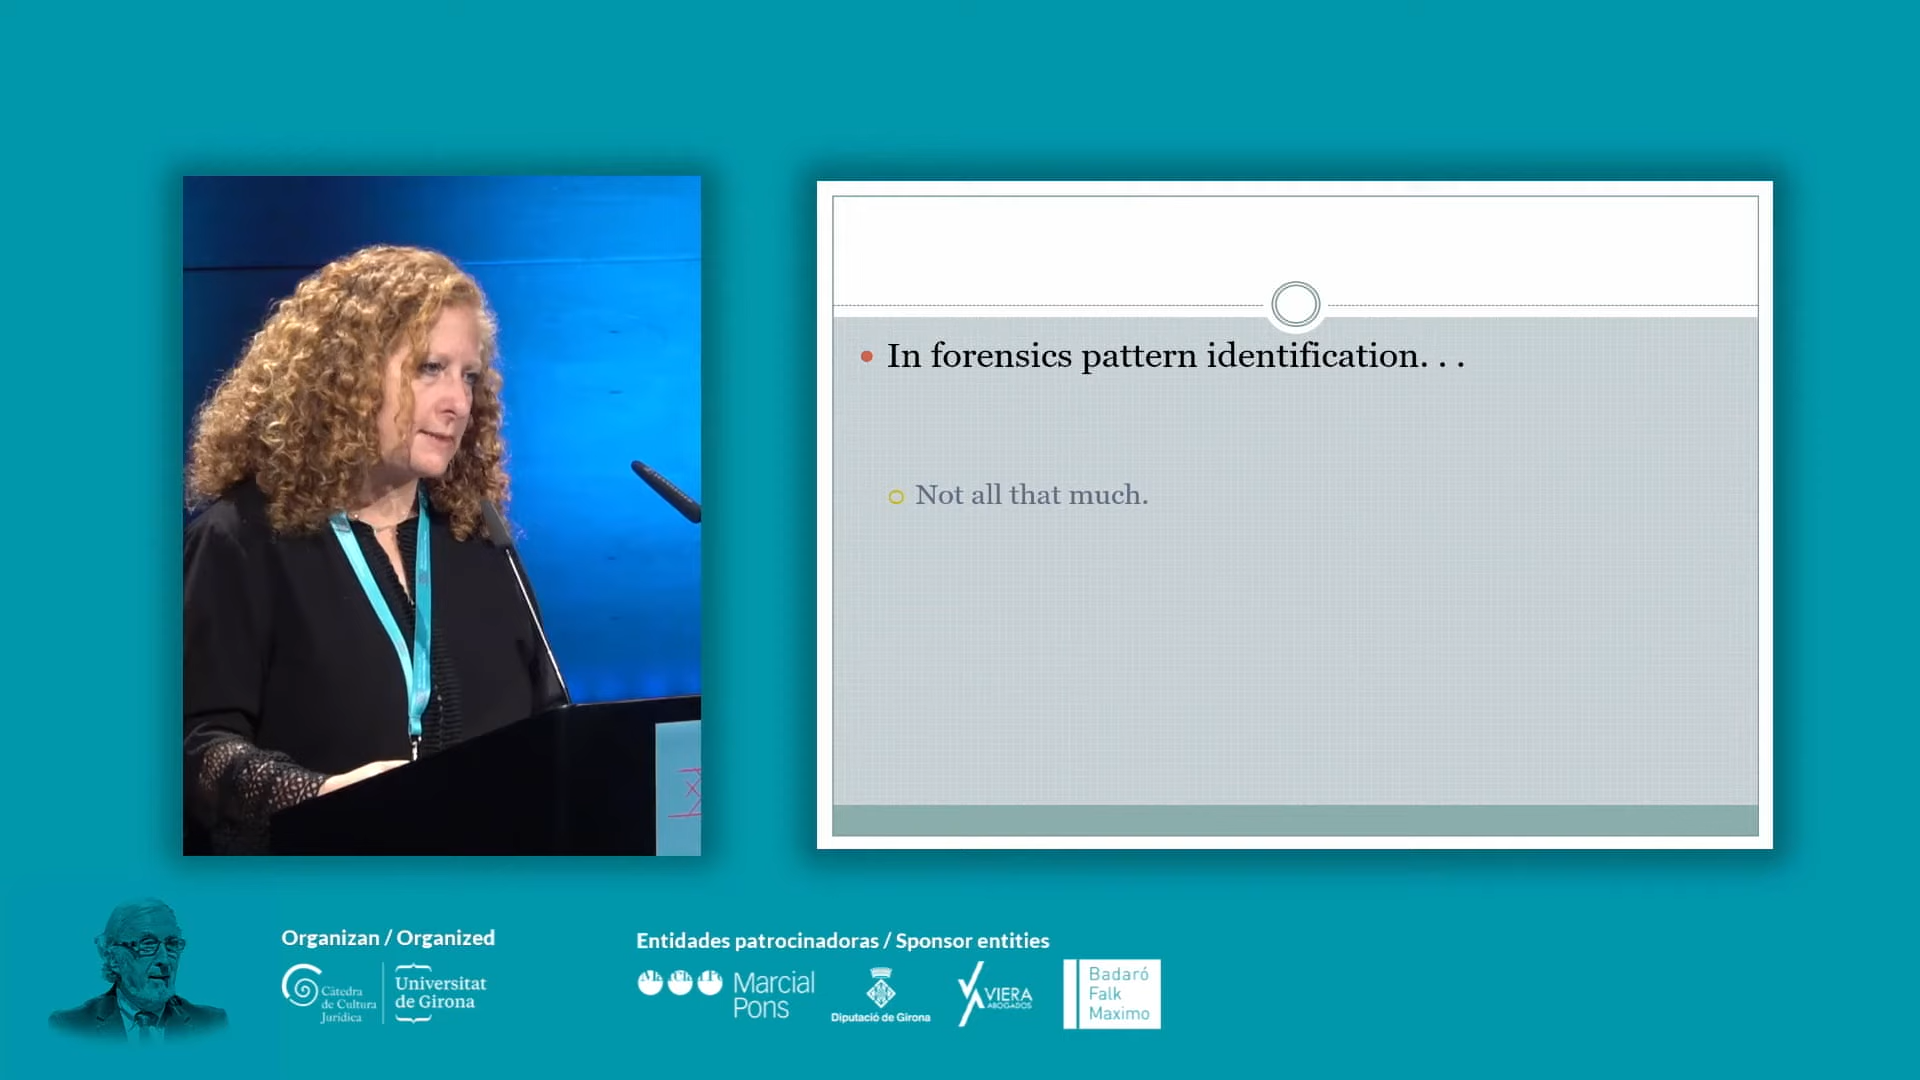 In forensics pattern identification. . .
Not all that much.
Organizan / Organized
Càtedra
de Cultura
Jurídica
Universitat
de Girona
Entidades patrocinadoras / Sponsor entities
Marcial
Pons
Diputació de Girona
VIERA
ABOGADOS
Badaró
Falk
Maximo